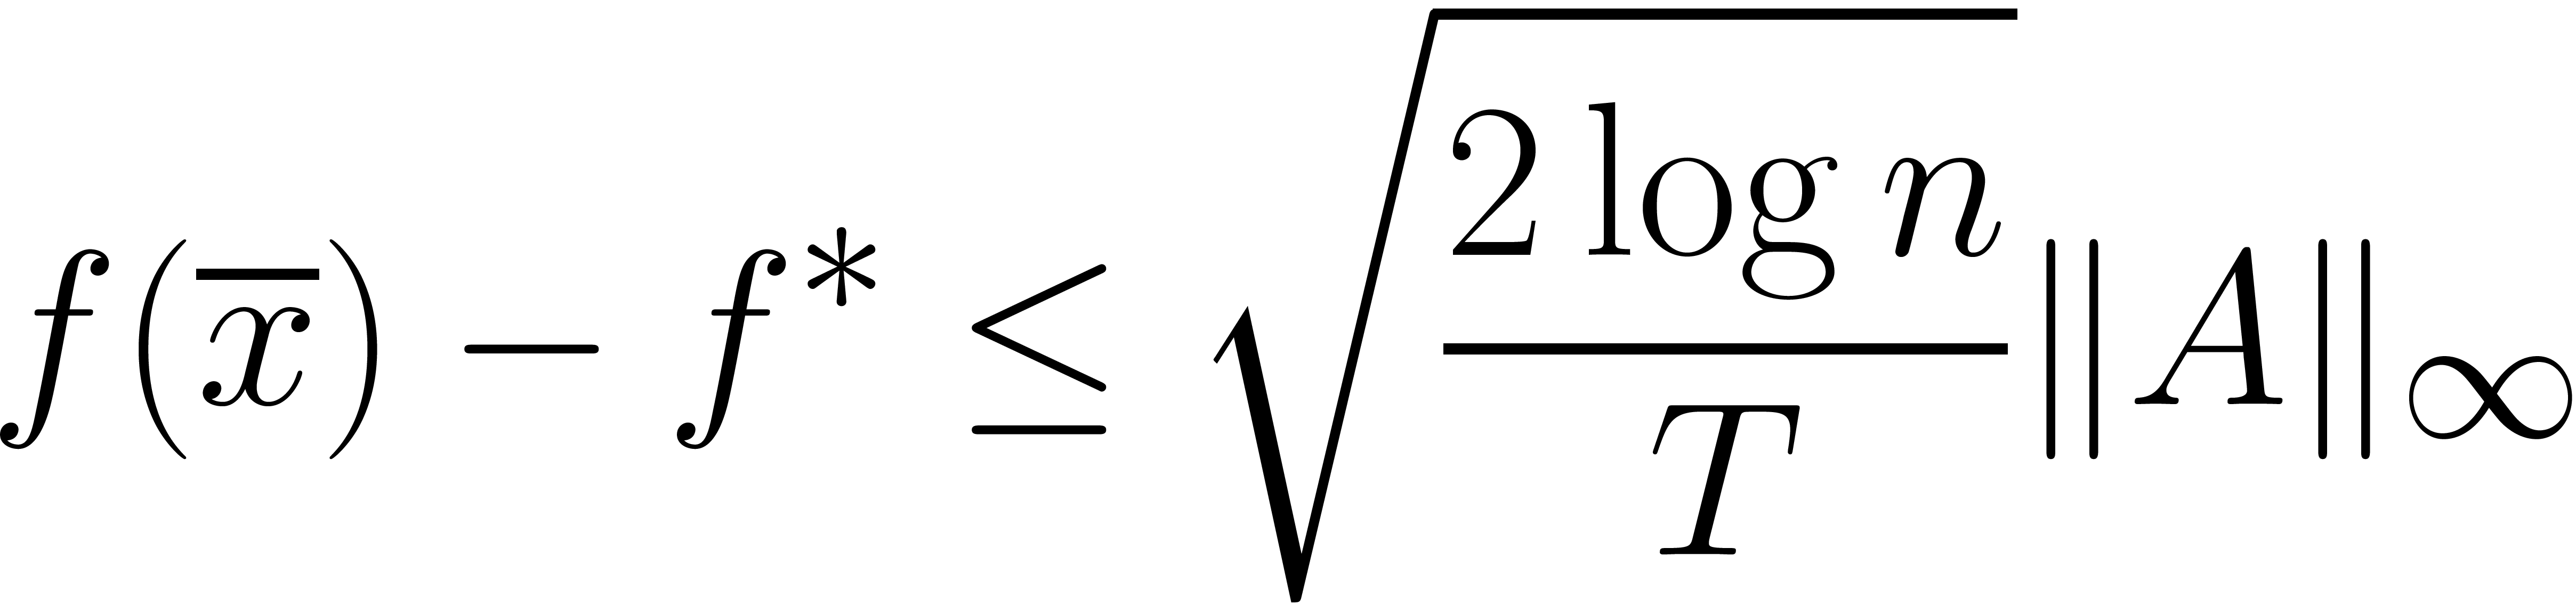 $f(\overline{x}) - f^* \leq \sqrt{\frac{2 \log n}{T}} \|A\|_\infty$